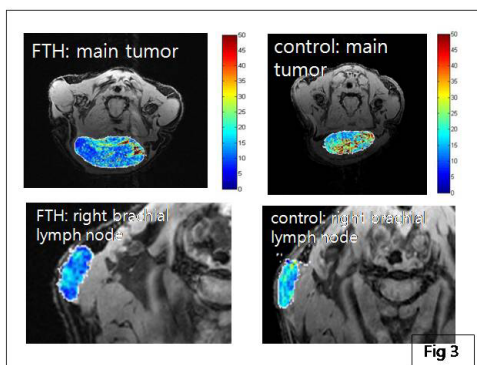 FTH: main tumor
50
45
40
35
30
25
20
15
10
5
0
control: main
tumor
50
45
40
35
30
25
20
15
10
5
0
FTH: right brachial
lymph node
control: right brachial
lymph node
Fig 3